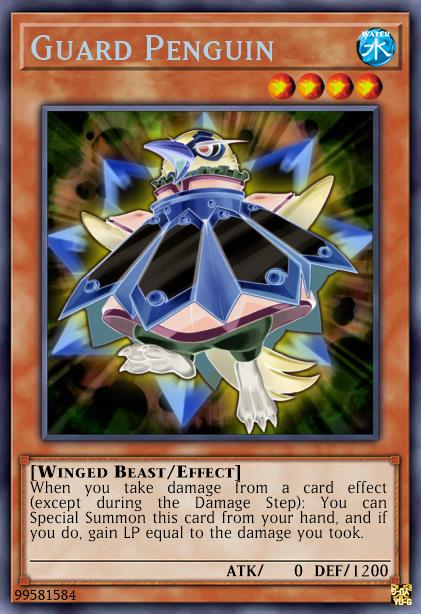 GUARD PENGUIN
WATER
水
[WINGED BEAST/EFFECT]
When you take damage from a card effect
(except during the Damage Step): You can
Special Summon this card from your hand, and if
you do, gain LP equal to the damage you took.
ATK/ 0 DEF/1200
99581584